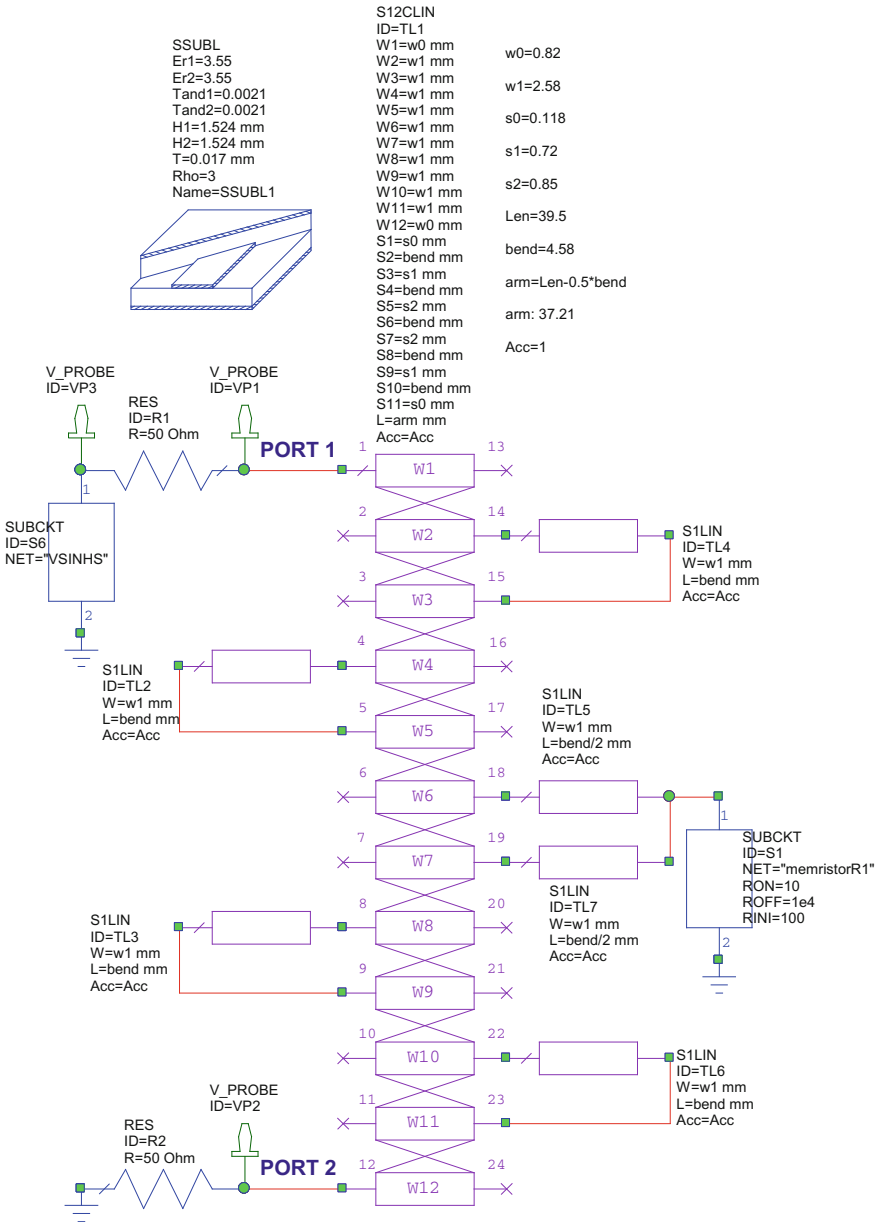 SSUBL
Er1=3.55
Er2=3.55
Tand1=0.0021
Tand2=0.0021
H1=1.524 mm
H2=1.524 mm
T=0.017 mm
Rho=3
Name=SSUBL1
S12CLIN
ID=TL1
W1=w0 mm
W2=w1 mm
W3=w1 mm
W4=w1 mm
W5=w1 mm
W6=w1 mm
W7=w1 mm
W8=w1 mm
W9=w1 mm
W10=w1 mm
W11=w1 mm
W12=w0 mm
S1=s0 mm
S2=bend mm
S3=s1 mm
S4=bend mm
S5=s2 mm
S6=bend mm
S7=s2 mm
S8=bend mm
S9=s1 mm
S10=bend mm
S11=s0 mm
L=arm mm
Acc=Acc
w0=0.82
w1=2.58
s0=0.118
s1=0.72
s2=0.85
Len=39.5
bend=4.58
arm=Len-0.5*bend
arm: 37.21
Acc=1
V_PROBE
ID=VP3
RES
ID=R1
R=50 Ohm
V_PROBE
ID=VP1
PORT 1
1
SUBCKT
ID=S6
NET="VSINHS"
2
1
W1
13
2
W2
14
S1LIN
ID=TL4
W=w1 mm
L=bend mm
Acc=Acc
3
W3
15
4
W4
16
S1LIN
ID=TL2
W=w1 mm
L=bend mm
Acc=Acc
5
W5
17
S1LIN
ID=TL5
W=w1 mm
L=bend/2 mm
Acc=Acc
6
W6
18
7
W7
19
S1LIN
ID=TL7
W=w1 mm
L=bend/2 mm
Acc=Acc
1
SUBCKT
ID=S1
NET="memristorR1"
RON=10
ROFF=1e4
RINI=100
2
8
W8
20
S1LIN
ID=TL3
W=w1 mm
L=bend mm
Acc=Acc
9
W9
21
10
W10
22
S1LIN
ID=TL6
W=w1 mm
L=bend mm
Acc=Acc
11
W11
23
V_PROBE
ID=VP2
RES
ID=R2
R=50 Ohm
PORT 2
12
W12
24